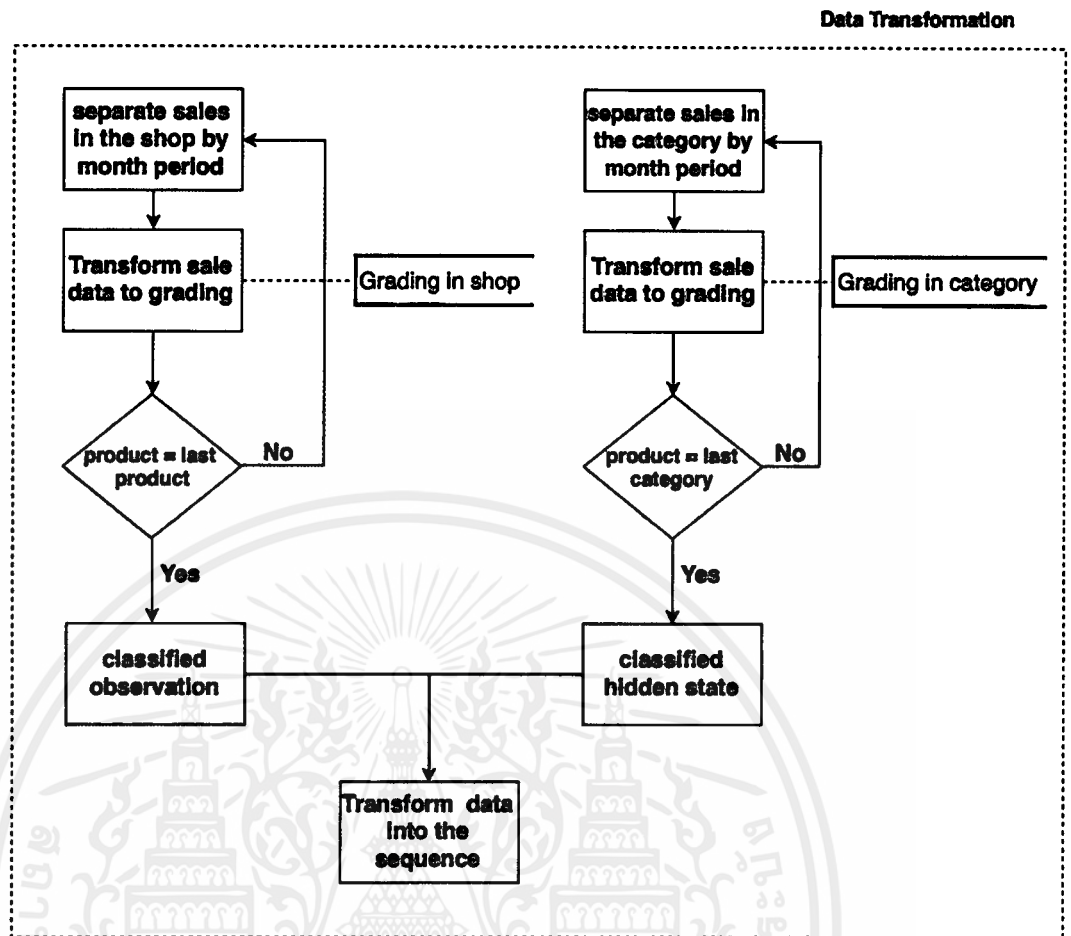 Data Transformation
separate sales
in the shop by
month period
Transform sale
data to grading
Grading in shop
product = last
product
No
Yes
classified
observation
separate sales in
the category by
month period
Transform sale
data to grading
Grading in category
product = last
category
No
Yes
classified
hidden state
Transform data
into the
sequence